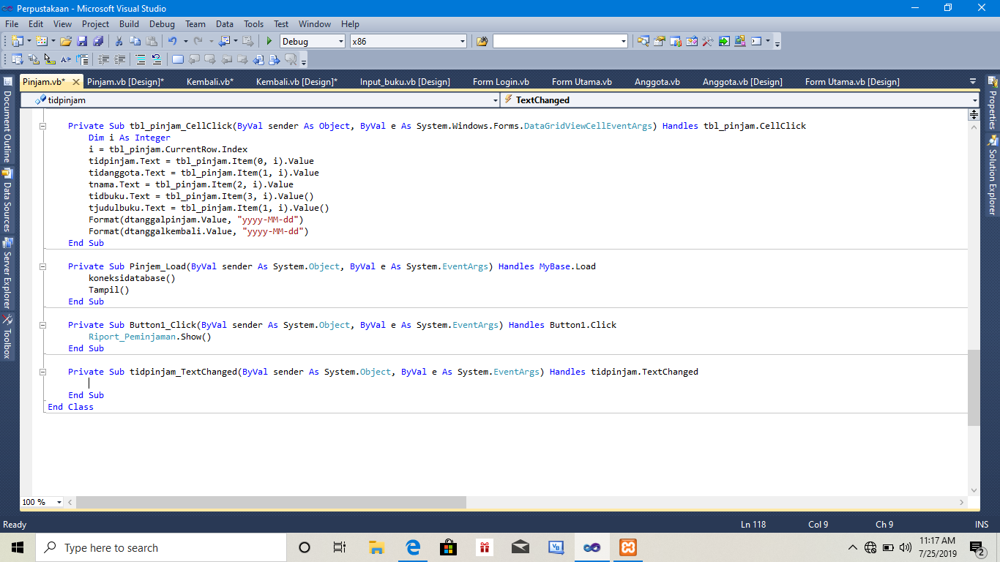 Perpustakaan - Microsoft Visual Studio
File Edit View Project Build Debug Team Data Tools Test Window Help
Debug x86
Pinjam.vb* Pinjam.vb [Design]* Kembali.vb* Kembali.vb [Design]* Input_buku.vb [Design] Form Login.vb Form Utama.vb Anggota.vb Anggota.vb [Design] Form Utama.vb [Design]
tidpinjam TextChanged
Document Outline
Data Sources
Server Explorer
Toolbox
Private Sub tbl_pinjam_CellClick(ByVal sender As Object, ByVal e As System.Windows.Forms.DataGridViewCellEventArgs) Handles tbl_pinjam.CellClick
Dim i As Integer
i = tbl_pinjam.CurrentRow.Index
tidpinjam.Text = tbl_pinjam.Item(0, i).Value
tidanggota.Text = tbl_pinjam.Item(1, i).Value
tnama.Text = tbl_pinjam.Item(2, i).Value
tidbuku.Text = tbl_pinjam.Item(3, i).Value()
tjudulbuku.Text = tbl_pinjam.Item(1, i).Value()
Format(dtanggalpinjam.Value, "yyyy-MM-dd")
Format(dtanggalkembali.Value, "yyyy-MM-dd")
End Sub
Private Sub Pinjem_Load(ByVal sender As System.Object, ByVal e As System.EventArgs) Handles MyBase.Load
koneksidatabase()
Tampil()
End Sub
Private Sub Button1_Click(ByVal sender As System.Object, ByVal e As System.EventArgs) Handles Button1.Click
Riport_Peminjaman.Show()
End Sub
Private Sub tidpinjam_TextChanged(ByVal sender As System.Object, ByVal e As System.EventArgs) Handles tidpinjam.TextChanged
End Sub
End Class
Properties
Solution Explorer
100 %
Ready Ln 118 Col 9 Ch 9 INS
Type here to search
11:17 AM
7/25/2019
2